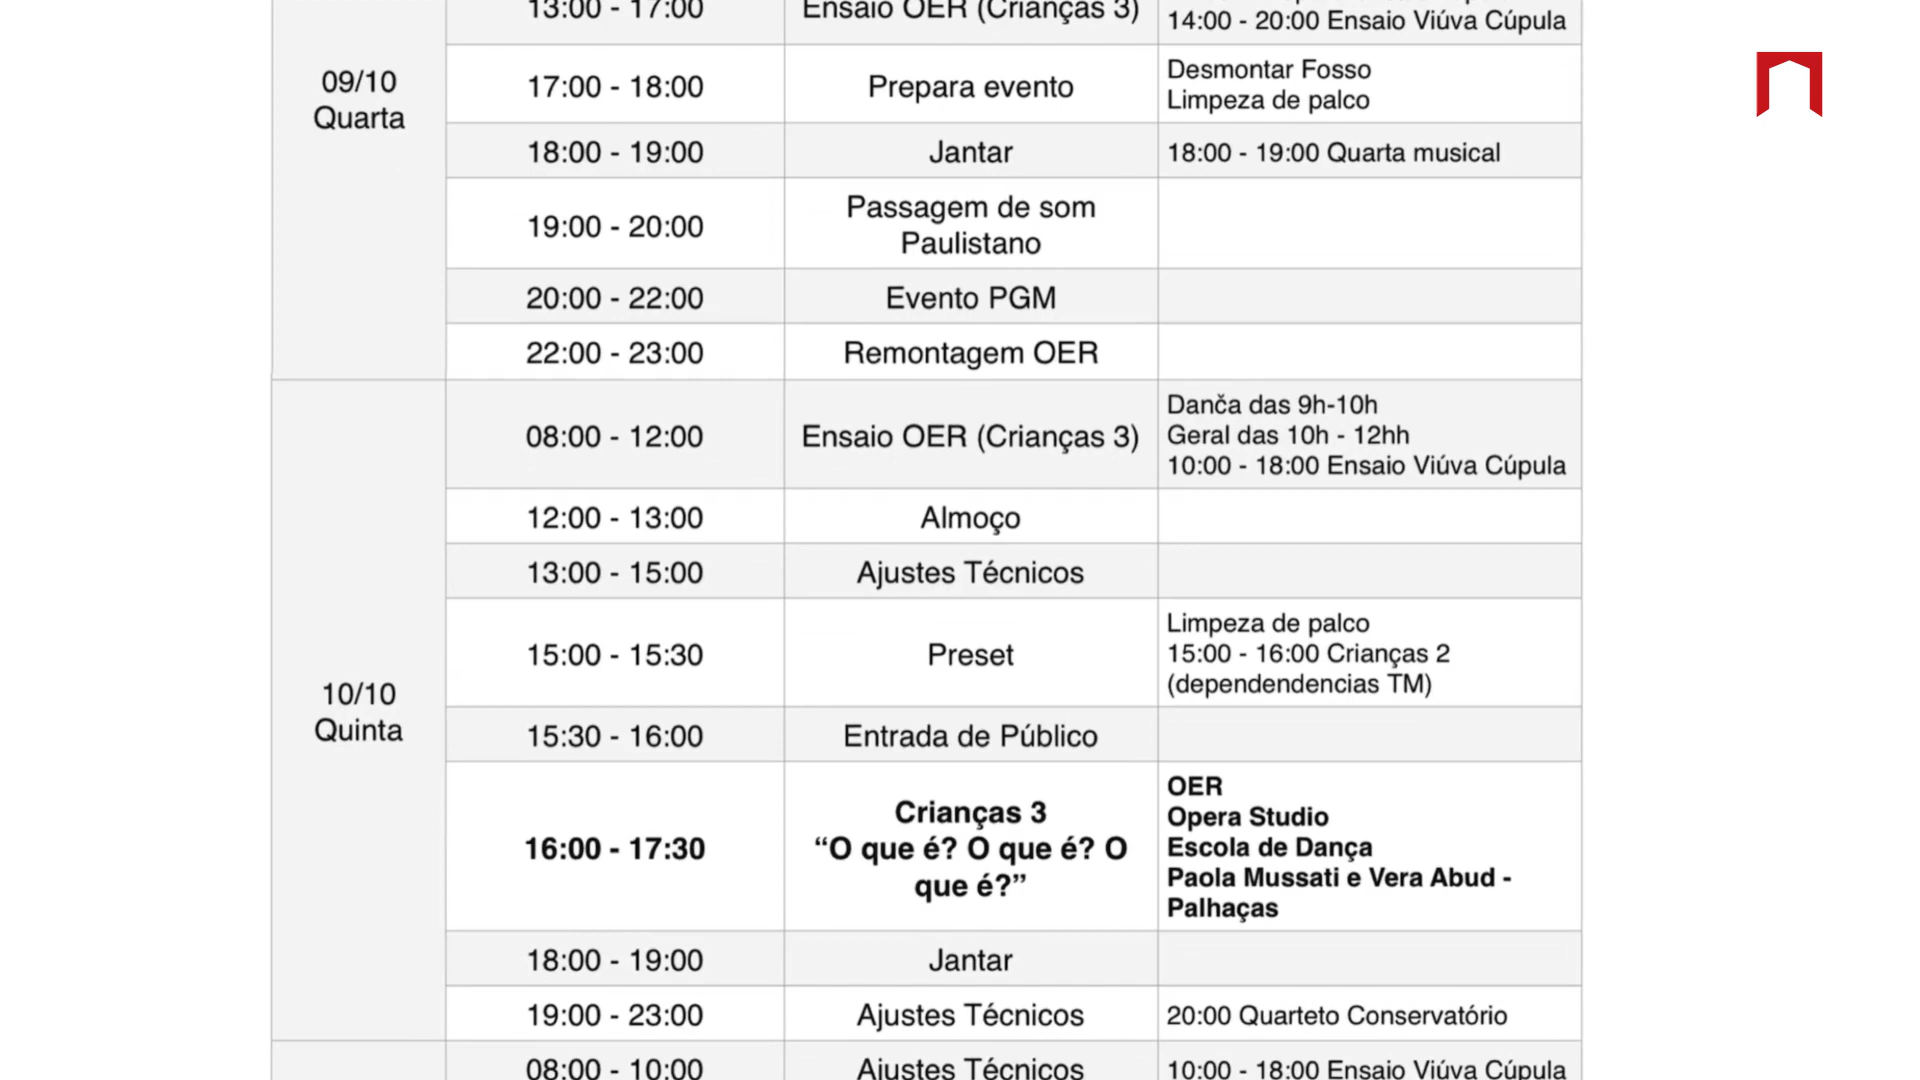 13:00 - 17:00
Ensaio OER (Crianças 3)
14:00 - 20:00 Ensaio Viúva Cúpula
09/10
Quarta
17:00 - 18:00
Prepara evento
Desmontar Fosso
Limpeza de palco
18:00 - 19:00
Jantar
18:00 - 19:00 Quarta musical
19:00 - 20:00
Passagem de som
Paulistano
20:00 - 22:00
Evento PGM
22:00 - 23:00
Remontagem OER
10/10
Quinta
08:00 - 12:00
Ensaio OER (Crianças 3)
Danča das 9h-10h
Geral das 10h - 12hh
10:00 - 18:00 Ensaio Viúva Cúpula
12:00 - 13:00
Almoço
13:00 - 15:00
Ajustes Técnicos
15:00 - 15:30
Preset
Limpeza de palco
15:00 - 16:00 Crianças 2
(dependendencias TM)
15:30 - 16:00
Entrada de Público
16:00 - 17:30
Crianças 3
“O que é? O que é? O
que é?”
OER
Opera Studio
Escola de Dança
Paola Mussati e Vera Abud -
Palhaças
18:00 - 19:00
Jantar
19:00 - 23:00
Ajustes Técnicos
20:00 Quarteto Conservatório
08:00 - 10:00
Ajustes Técnicos
10:00 - 18:00 Ensaio Viúva Cúpula